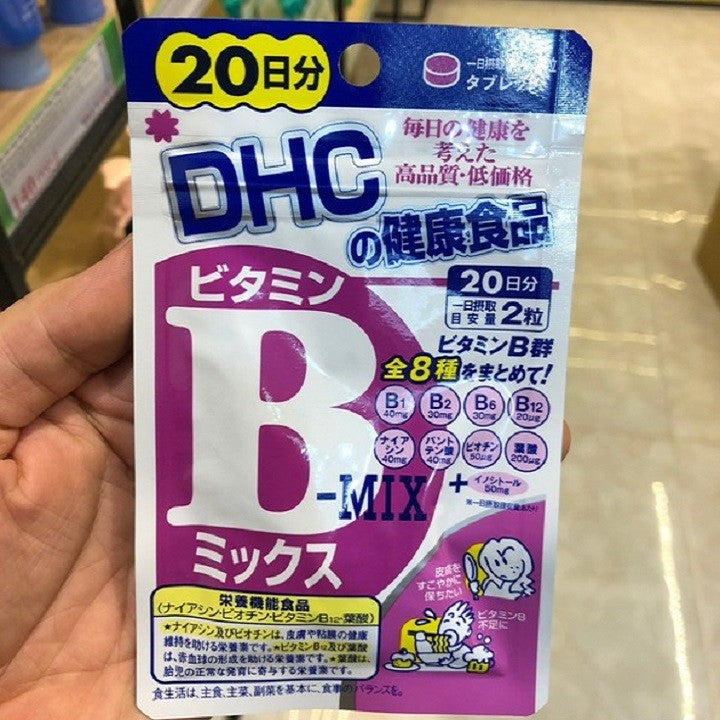 20日分
一日摂取
タブレット
毎日の健康を
考えた
高品質・低価格
DHC
の健康食品
ビタミン
B
-MIX
ミックス
20日分
一日摂取
目安量 2粒
ビタミンB群
全8種をまとめて!
B1
40mg
B2
30mg
B6
30mg
B12
20μg
ナイア
シン
40mg
パント
テン酸
40mg
ビオチン
50μg
葉酸
200μg
+
イノシトール
50mg
皮膚を
すこやかに
保ちたい
ビタミンB
不足に
栄養機能食品
(ナイアシン・ビオチン・ビタミンB12・葉酸)
★ナイアシン及びビオチンは、皮膚や粘膜の健康
維持を助ける栄養素です。★ビタミンB12及び葉酸
は、赤血球の形成を助ける栄養素です。★葉酸は、
胎児の正常な発育に寄与する栄養素です。
食生活は、主食、主菜、副菜を基本に、食事のバランスを。